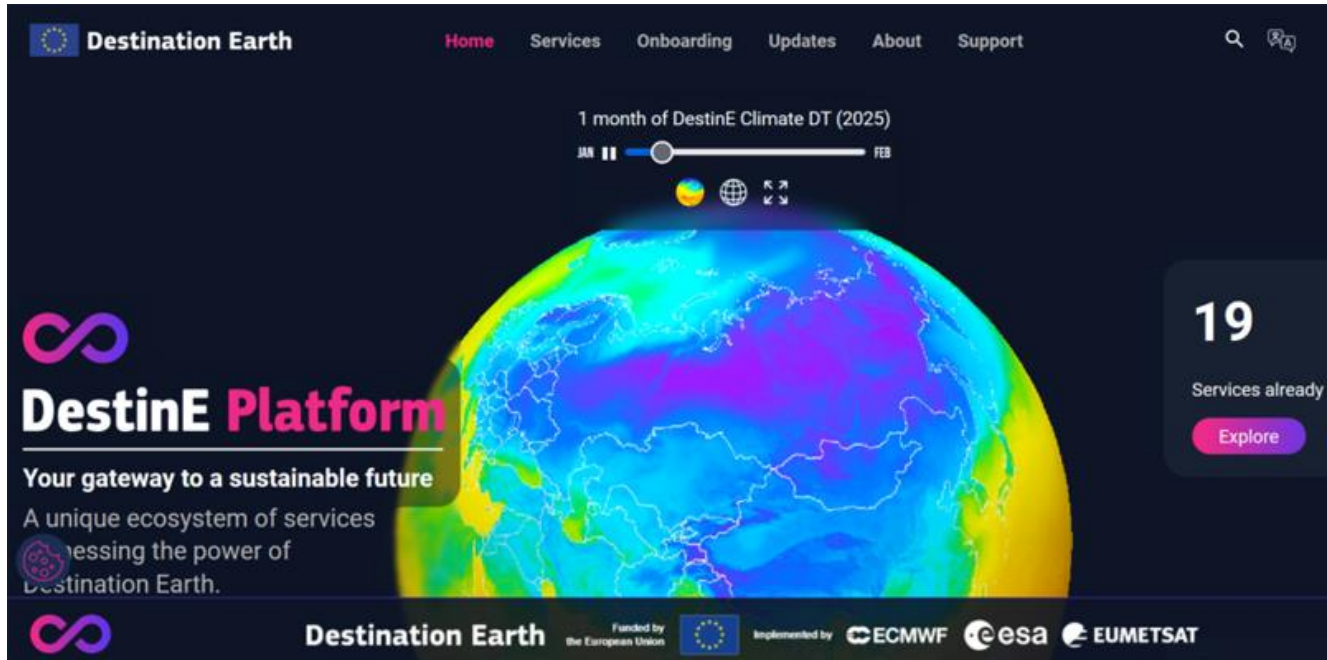 Destination Earth
Home Services Onboarding Updates About Support
1 month of DestinE Climate DT (2025)
JAN FEB
19
Services already
Explore
DestinE Platform
Your gateway to a sustainable future
A unique ecosystem of services
the power of
Earth.
Destination Earth
Funded by
the European Union
Implemented by
ECMWF
esa
EUMETSAT